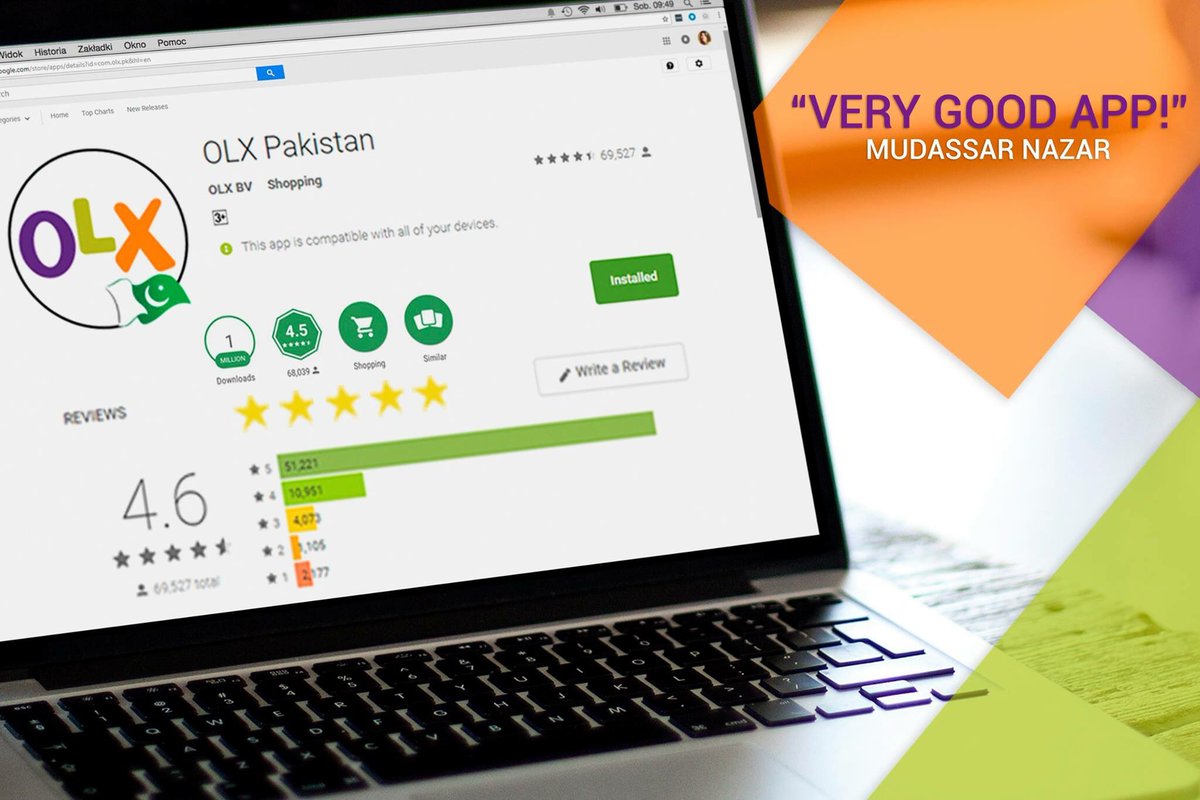 Widok Historia Zakładki Okno Pomoc
Sob. 09:49
oogle.com/store/apps/details?id=com.olx.pk&hl=en
rch
egories
Home
Top Charts
New Releases
OLX
OLX Pakistan
OLX BV Shopping
69,527
3+
This app is compatible with all of your devices.
Installed
1
MILLION
Downloads
4.5
68,039
Shopping
Similar
Write a Review
REVIEWS
4.6
69,527 total
5 51,221
4 10,951
3 4,073
2 1,105
1 2,177
“VERY GOOD APP!”
MUDASSAR NAZAR